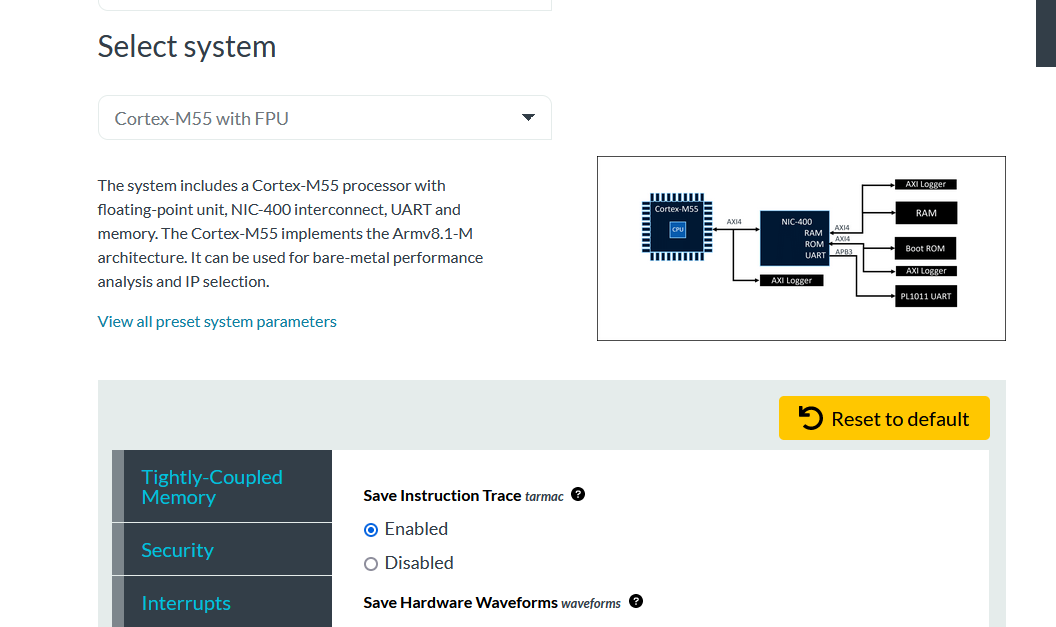 Select system
Cortex-M55 with FPU
The system includes a Cortex-M55 processor with
floating-point unit, NIC-400 interconnect, UART and
memory. The Cortex-M55 implements the Armv8.1-M
architecture. It can be used for bare-metal performance
analysis and IP selection.
View all preset system parameters
Cortex-M55
CPU
AXI4
NIC-400
RAM
ROM
UART
AXI Logger
AXI4
AXI4
APB3
AXI Logger
RAM
Boot ROM
AXI Logger
PL1011 UART
Reset to default
Tightly-Coupled
Memory
Security
Interrupts
Save Instruction Trace tarmac ?
Enabled
Disabled
Save Hardware Waveforms waveforms ?